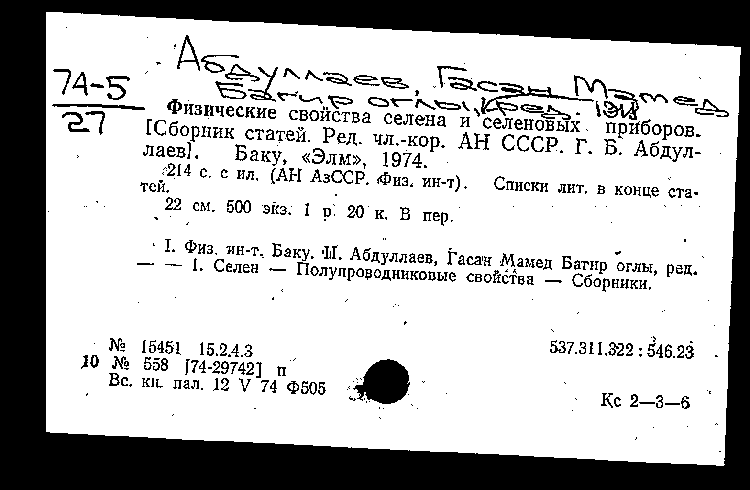 Абдуллаев, Гасан Мамед
Багир оглы, ред. 1918
74-5
27
Физические свойства селена и селеновых приборов.
[Сборник статей. Ред. чл.-кор. АН СССР Г. Б. Абдул-
лаев]. Баку, «Элм», 1974.
214 с. с ил. (АН АзССР. Физ. ин-т). Списки лит. в конце ста-
тей.
22 см. 500 экз. 1 р. 20 к. В пер.
I. Физ. ин-т, Баку. II. Абдуллаев, Гасан Мамед Багир оглы, ред.
— — 1. Селен — Полупроводниковые свойства — Сборники.
№ 15451 15.2.4.3 537.311.322 : 546.23
10 № 558 [74-29742] п
Вс. кн. пал. 12 V 74 Ф505
Кс 2—3—6